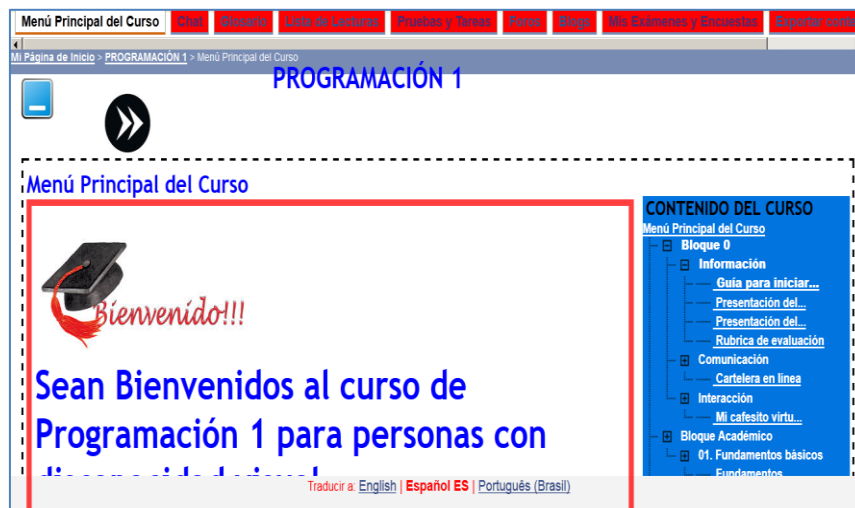 Menú Principal del Curso Chat Glosario Lista de Lecturas Pruebas y Tareas Foros Blogs Mis Exámenes y Encuestas Exportar
Mi Página de Inicio > PROGRAMACIÓN 1 > Menú Principal del Curso
PROGRAMACIÓN 1
Menú Principal del Curso
Bienvenido!!!
Sean Bienvenidos al curso de
Programación 1 para personas con
discapacidad visual
CONTENIDO DEL CURSO
Menú Principal del Curso
Bloque 0
Información
Guía para iniciar...
Presentación del...
Presentación del...
Rubrica de evaluación
Comunicación
Cartelera en linea
Interacción
Mi cafesito virtu...
Bloque Académico
01. Fundamentos básicos
Fundamentos
Traducir a: English | Español ES | Português (Brasil)